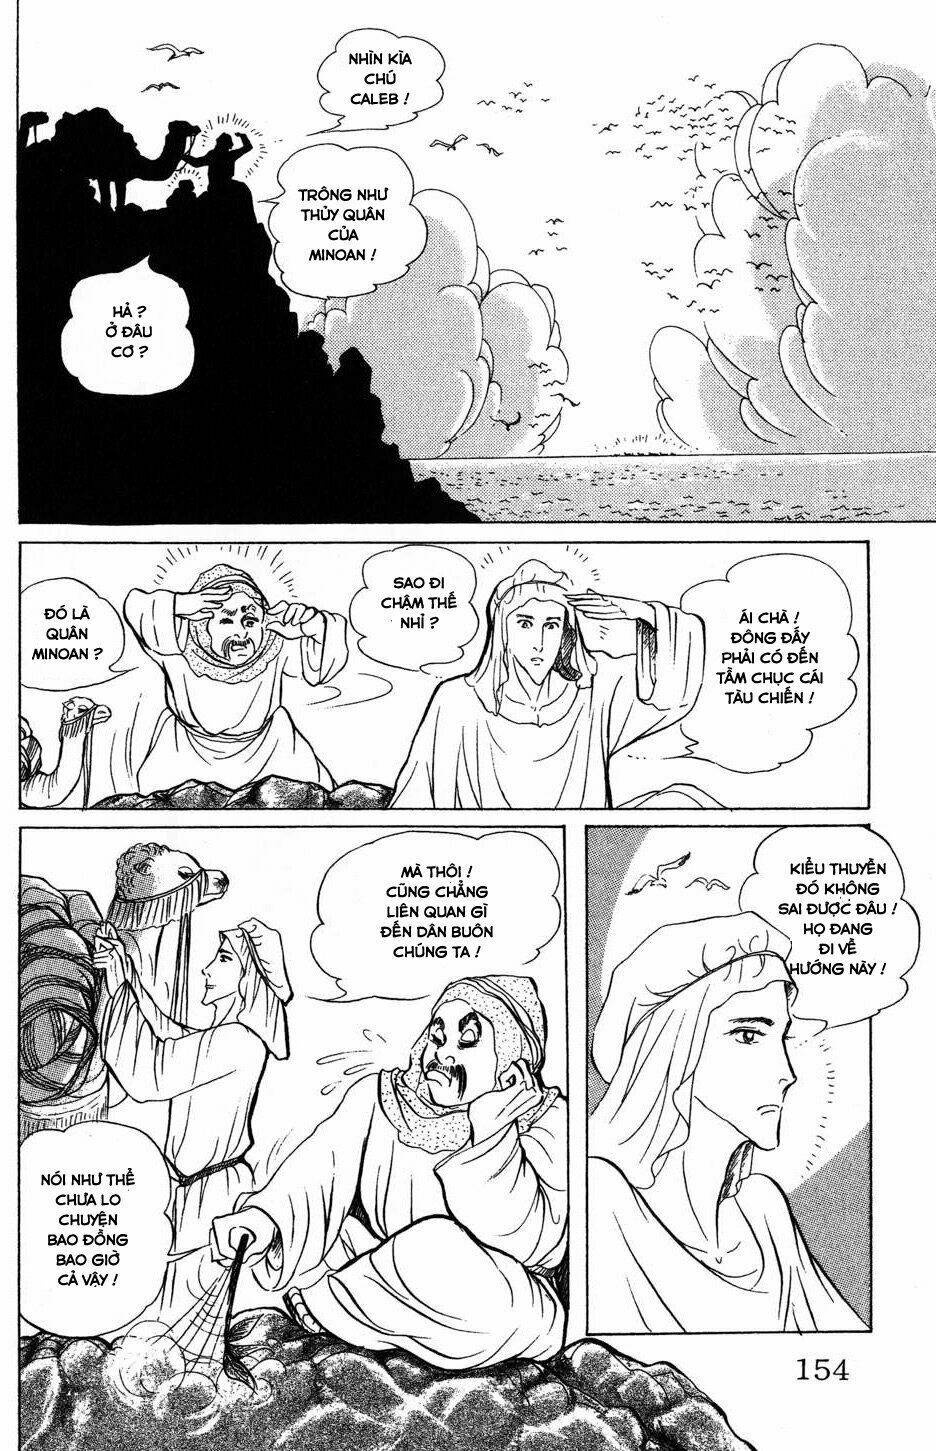 NHÌN KÌA
CHÚ
CALEB !
TRÔNG NHƯ
THỦY QUÂN
CỦA
MINOAN !
HẢ ?
Ở ĐÂU
CƠ ?
ĐÓ LÀ
QUÂN
MINOAN ?
SAO ĐI
CHẬM THẾ
NHỈ ?
ÁI CHÀ !
ĐÔNG ĐẤY
PHẢI CÓ ĐẾN
TẦM CHỤC CÁI
TÀU CHIẾN !
MÀ THÔI !
CŨNG CHẲNG
LIÊN QUAN GÌ
ĐẾN DÂN BUÔN
CHÚNG TA !
NÓI NHƯ THỂ
CHƯA LO
CHUYỆN
BAO ĐỒNG
BAO GIỜ
CẢ VẬY !
KIỂU THUYỀN
ĐÓ KHÔNG
SAI ĐƯỢC ĐÂU !
HỌ ĐANG
ĐI VỀ
HƯỚNG NÀY !
154